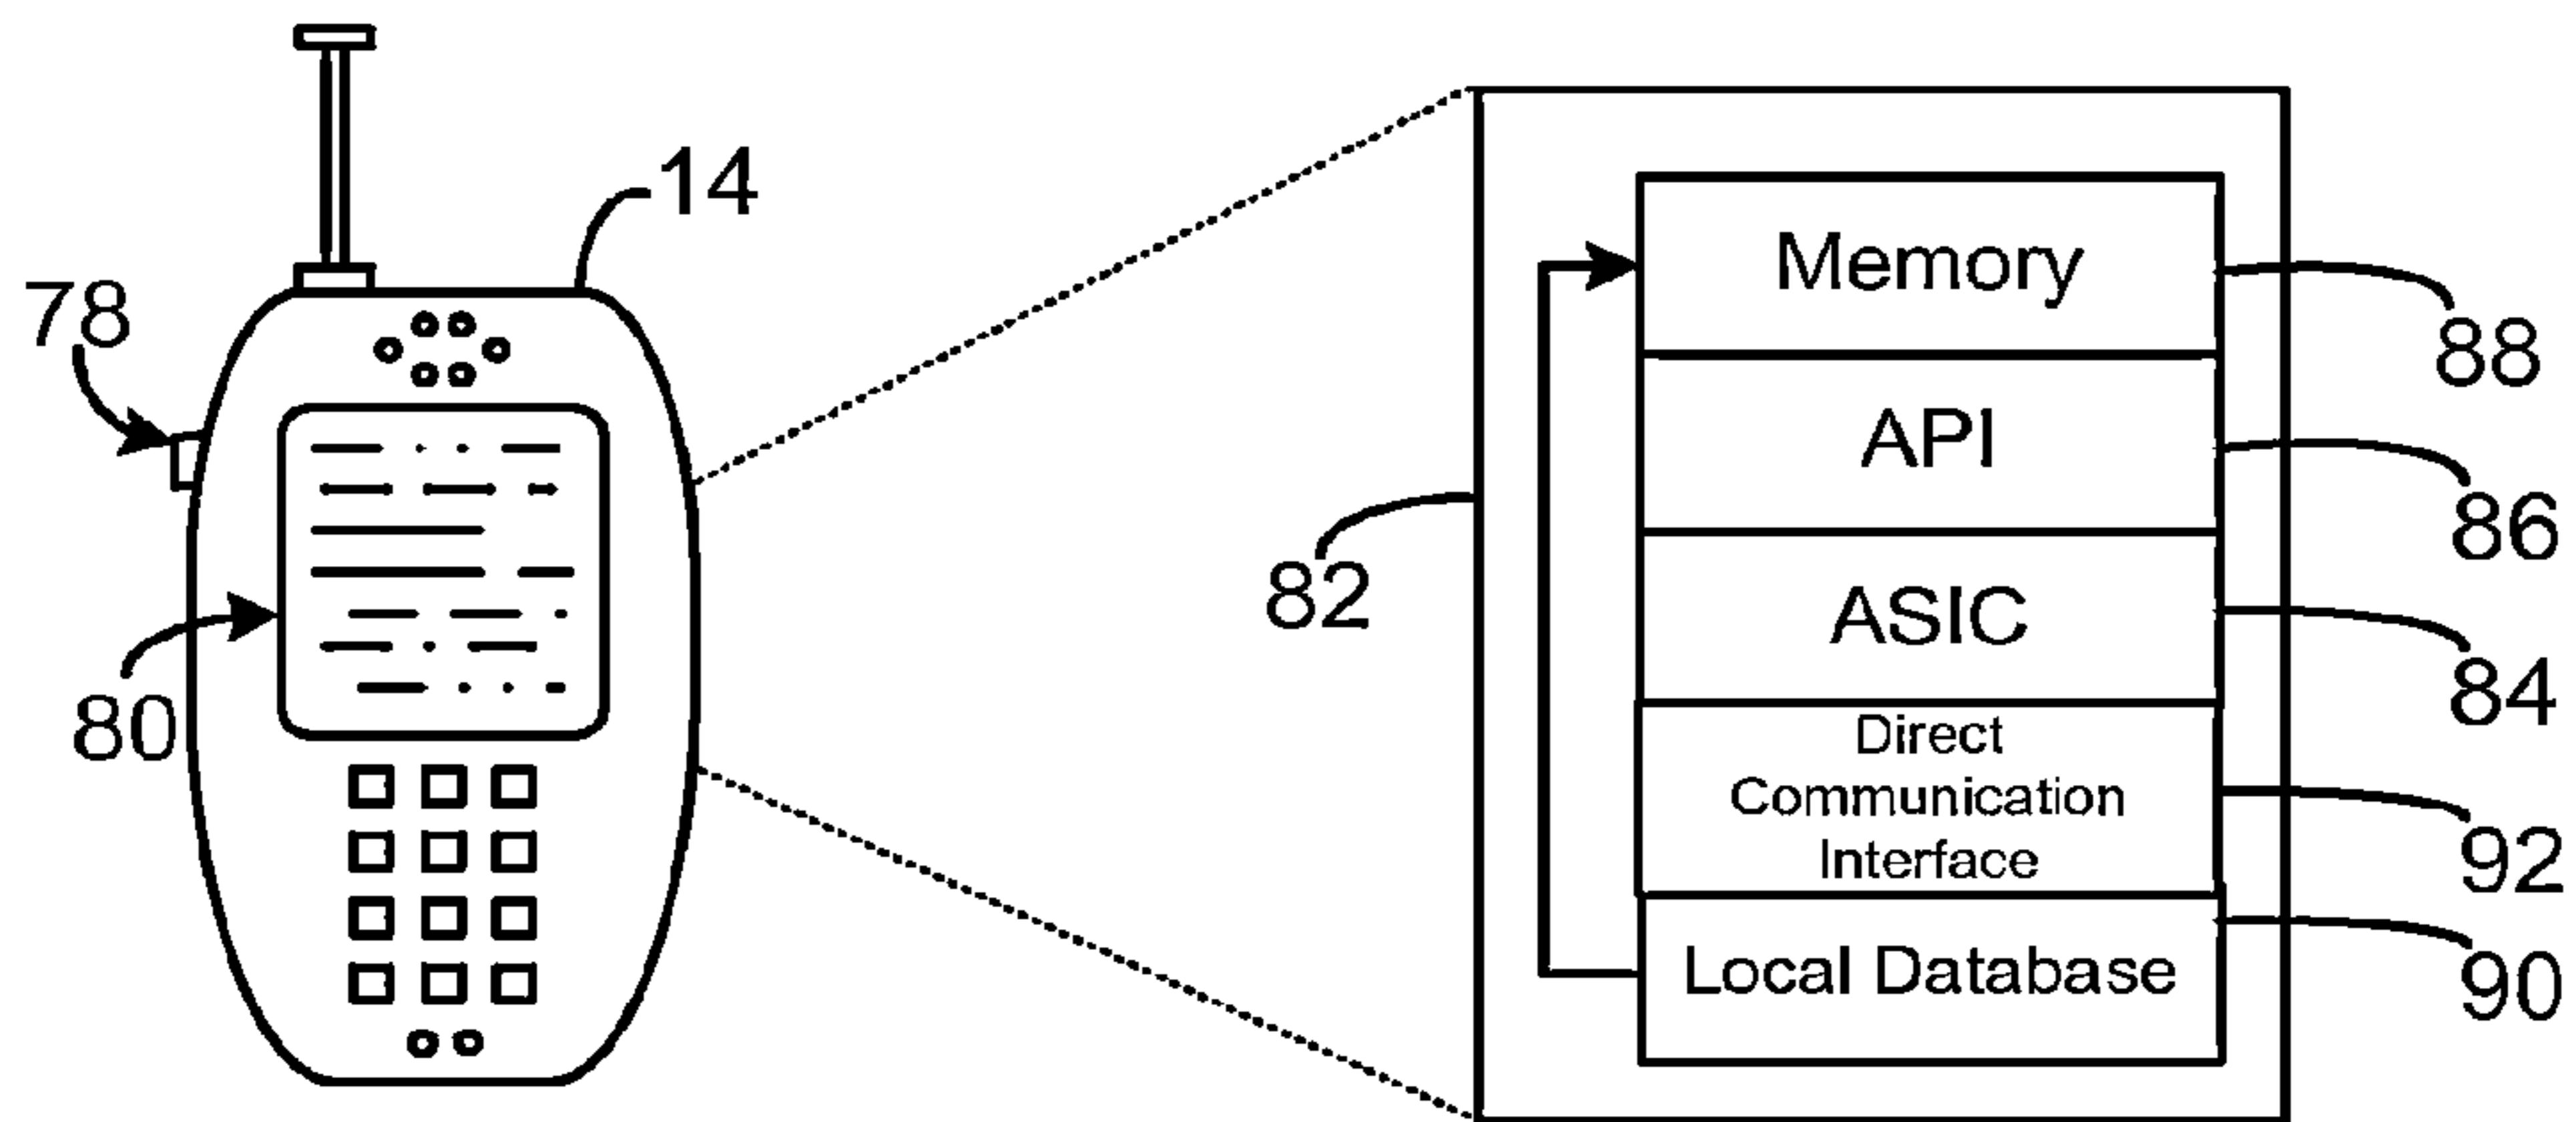 14
78
80
82
Memory
88
API
86
ASIC
84
Direct
Communication
Interface
92
Local Database
90